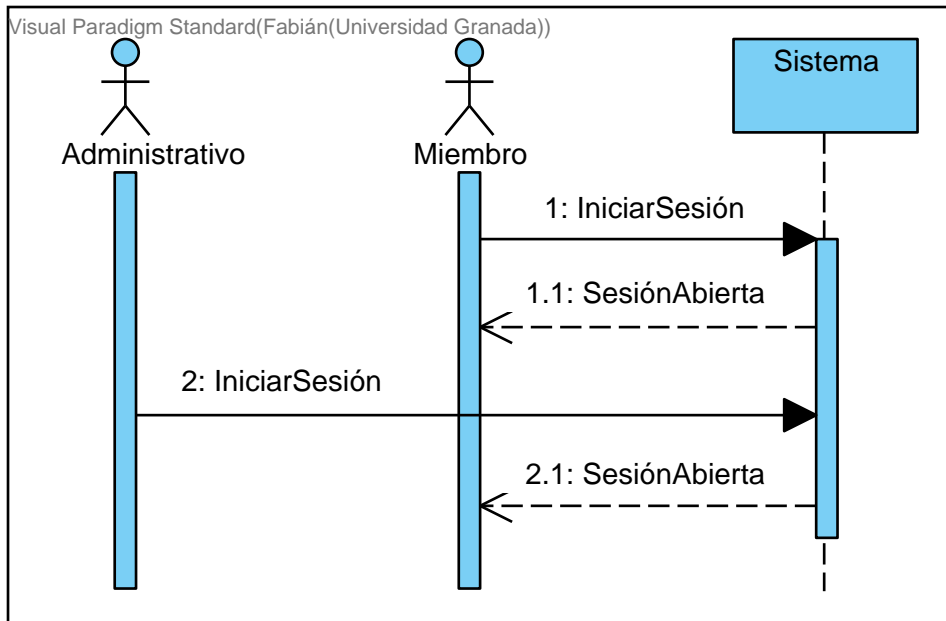 Visual Paradigm Standard(Fabián(Universidad Granada))
Sistema
Administrativo
Miembro
1: IniciarSesión
1.1: SesiónAbierta
2: IniciarSesión
2.1: SesiónAbierta